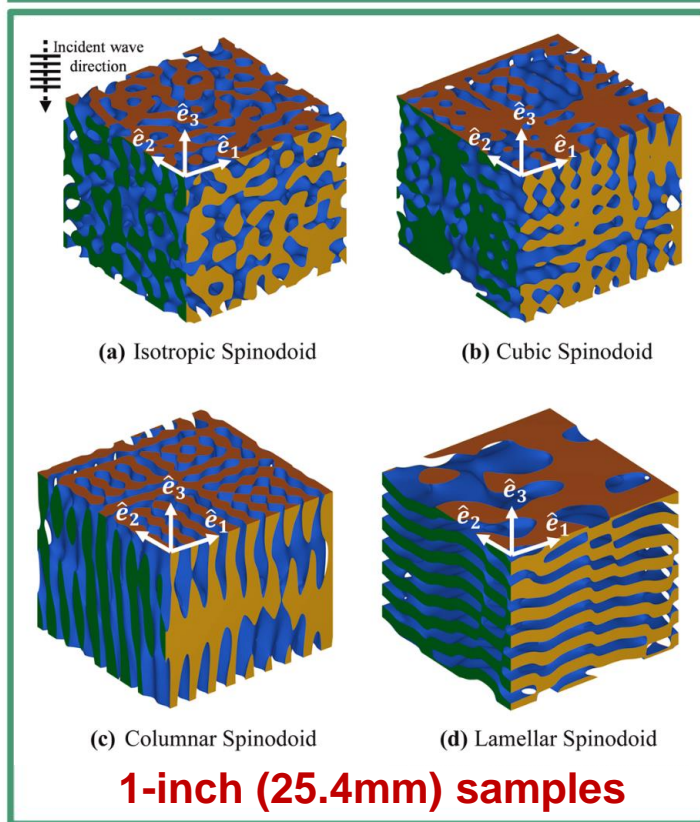 Incident wave
direction
ê₃
ê₂
ê₁
ê₃
ê₂
ê₁
(a) Isotropic Spinodoid
(b) Cubic Spinodoid
ê₃
ê₂
ê₁
ê₃
ê₂
ê₁
(c) Columnar Spinodoid
(d) Lamellar Spinodoid
1-inch (25.4mm) samples